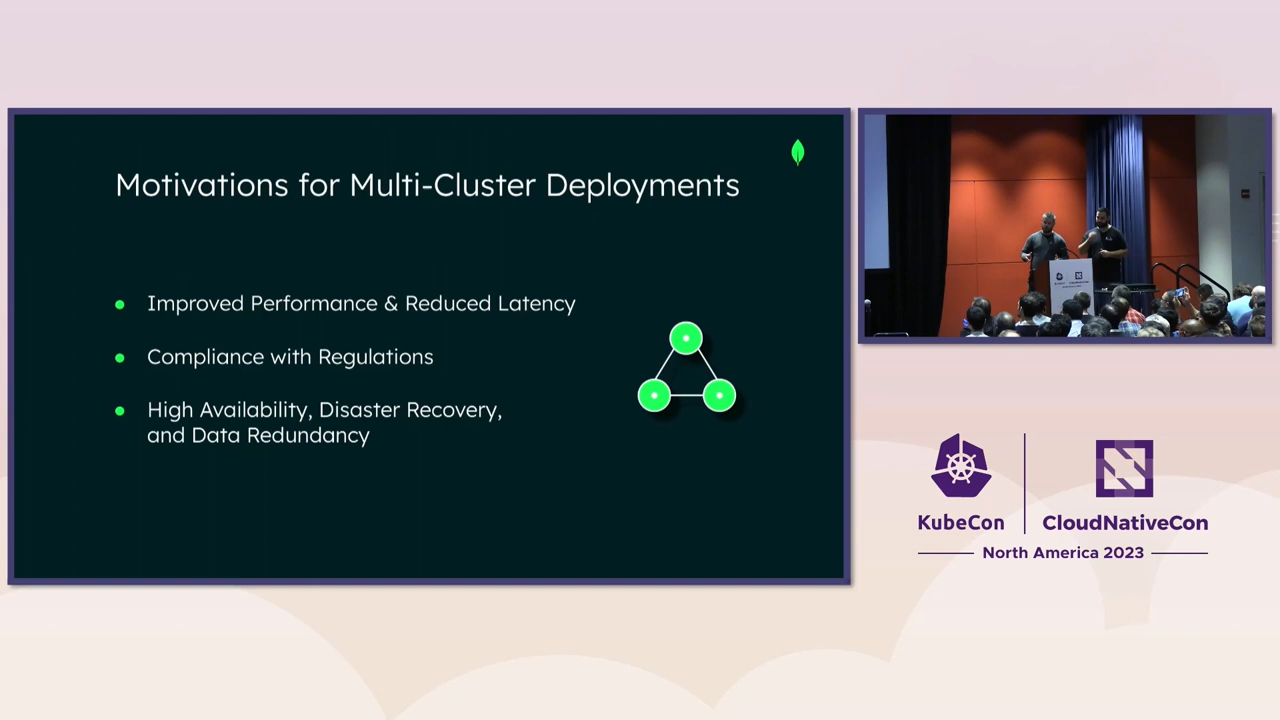 Motivations for Multi-Cluster Deployments
Improved Performance & Reduced Latency
Compliance with Regulations
High Availability, Disaster Recovery,
and Data Redundancy
KubeCon
CloudNativeCon
North America 2023